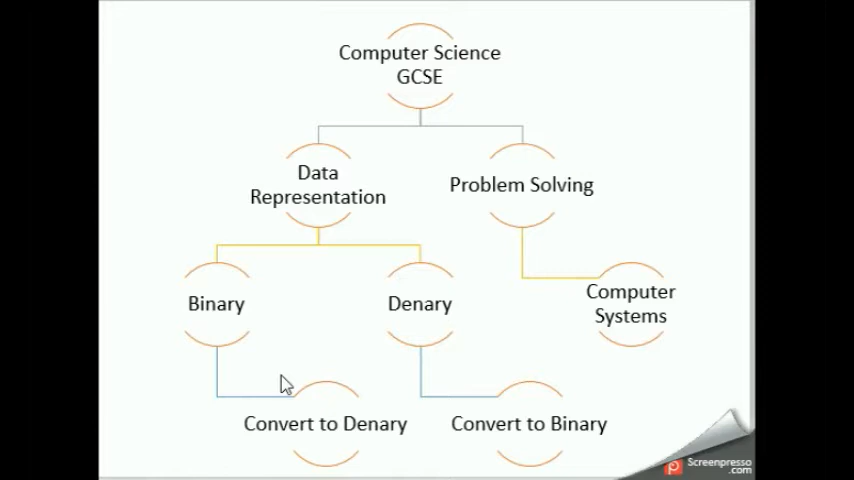 Computer Science
GCSE
Data
Representation
Problem Solving
Binary
Denary
Computer
Systems
Convert to Denary
Convert to Binary
Screenpresso
.com